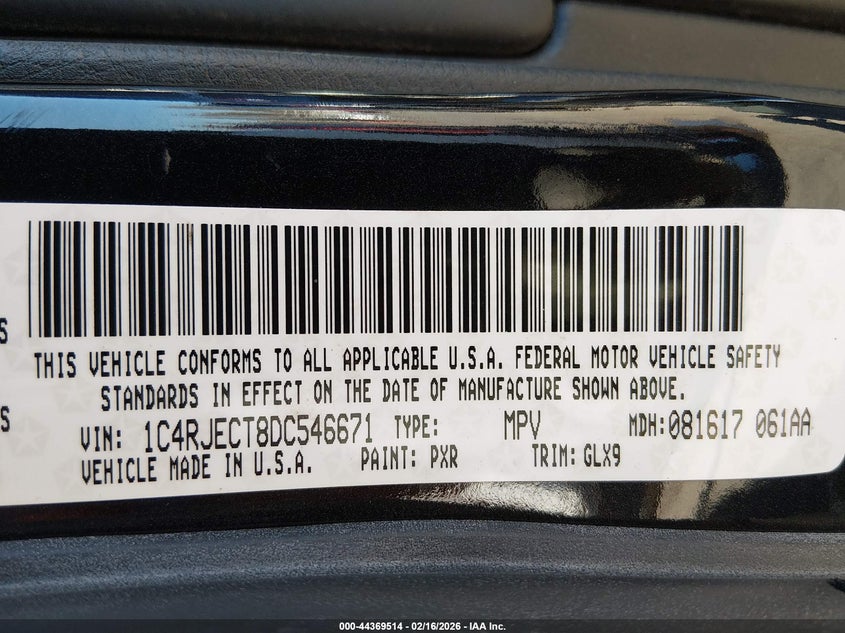 THIS VEHICLE CONFORMS TO ALL APPLICABLE U.S.A. FEDERAL MOTOR VEHICLE SAFETY
STANDARDS IN EFFECT ON THE DATE OF MANUFACTURE SHOWN ABOVE.
VIN: 1C4RJECT8DC546671 TYPE: MPV MDH:081617 061AA
VEHICLE MADE IN U.S.A. PAINT: PXR TRIM: GLX9
000-44369514 - 02/16/2026 - IAA Inc.